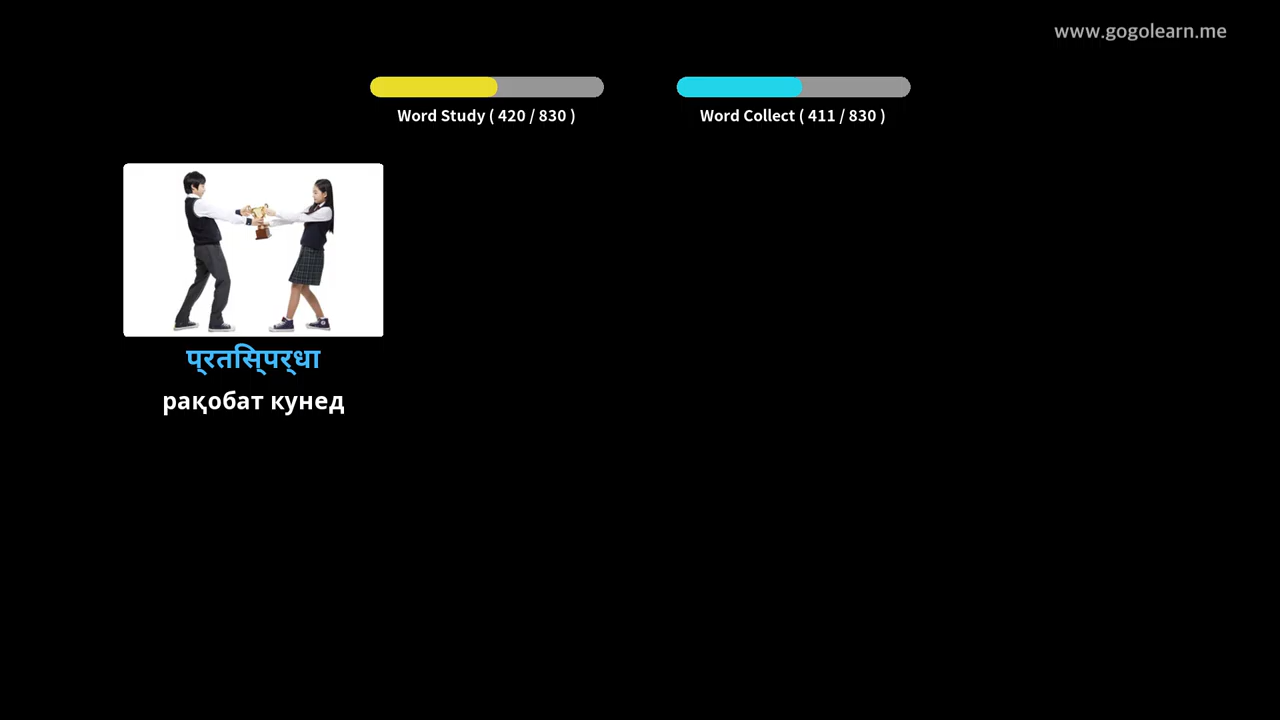 www.gogolearn.me
Word Study ( 420 / 830 )
Word Collect ( 411 / 830 )
प्रतिस्पर्धा
рақобат кунед